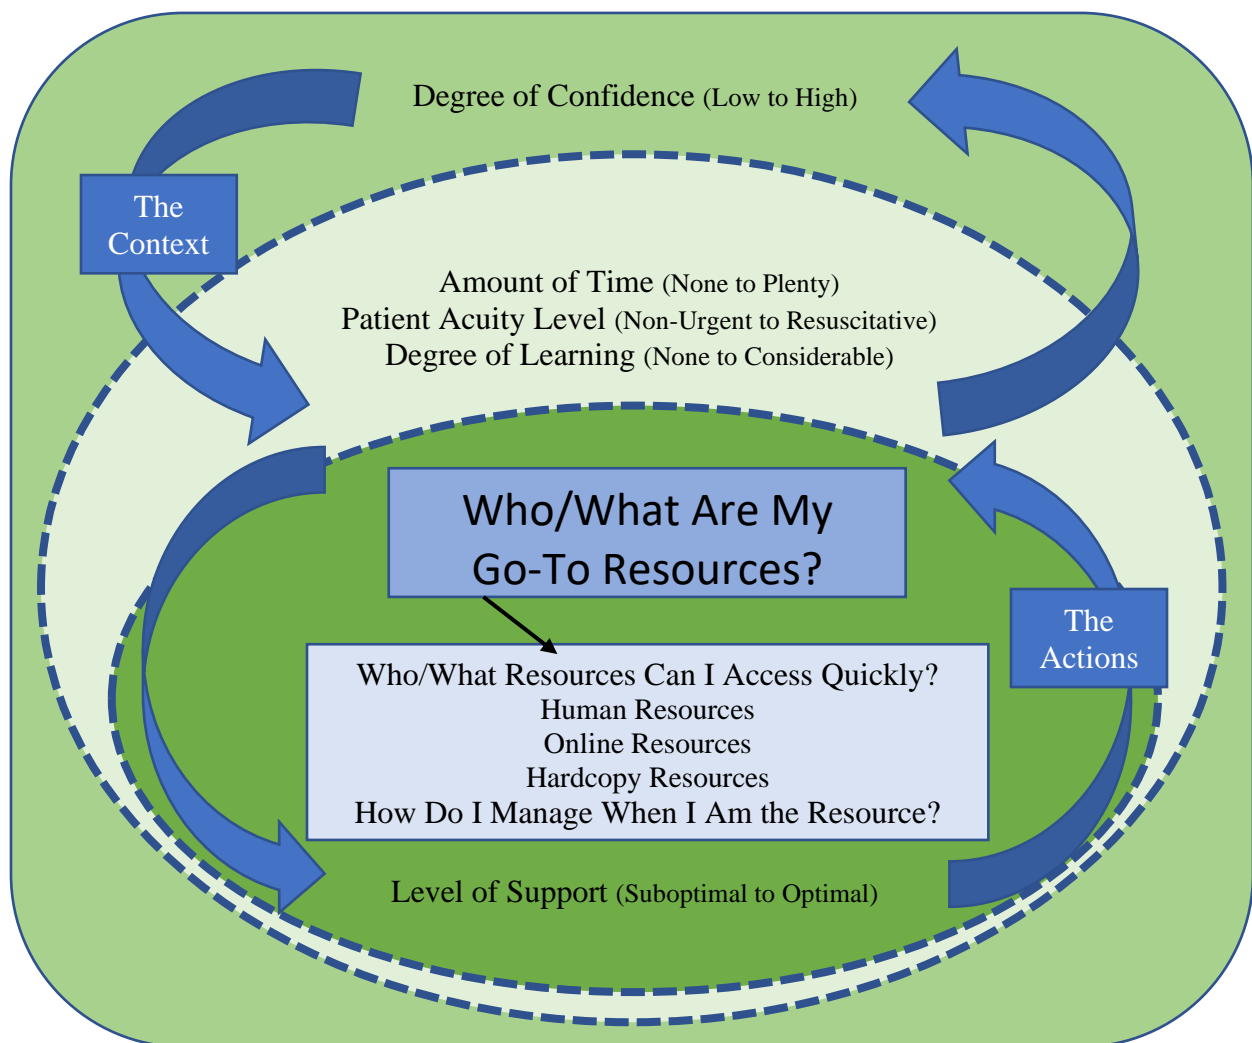 Degree of Confidence (Low to High)
The
Context
Amount of Time (None to Plenty)
Patient Acuity Level (Non-Urgent to Resuscitative)
Degree of Learning (None to Considerable)
Who/What Are My
Go-To Resources?
The
Actions
Who/What Resources Can I Access Quickly?
Human Resources
Online Resources
Hardcopy Resources
How Do I Manage When I Am the Resource?
Level of Support (Suboptimal to Optimal)